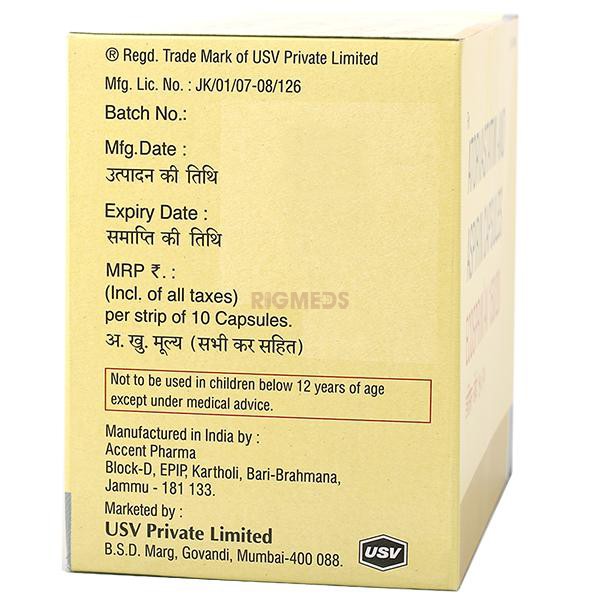 ® Regd. Trade Mark of USV Private Limited
Mfg. Lic. No. : JK/01/07-08/126
Batch No.:
Mfg.Date :
उत्पादन की तिथि
Expiry Date :
समाप्ति की तिथि
MRP ₹. :
(Incl. of all taxes)
per strip of 10 Capsules.
अ. खु. मूल्य (सभी कर सहित)
RIGMEDS
Not to be used in children below 12 years of age
except under medical advice.
Manufactured in India by :
Accent Pharma
Block-D, EPIP, Kartholi, Bari-Brahmana,
Jammu - 181 133.
Marketed by :
USV Private Limited
B.S.D. Marg, Govandi, Mumbai-400 088.
USV
ATORVASTATIN AND
ASPIRIN CAPSULES